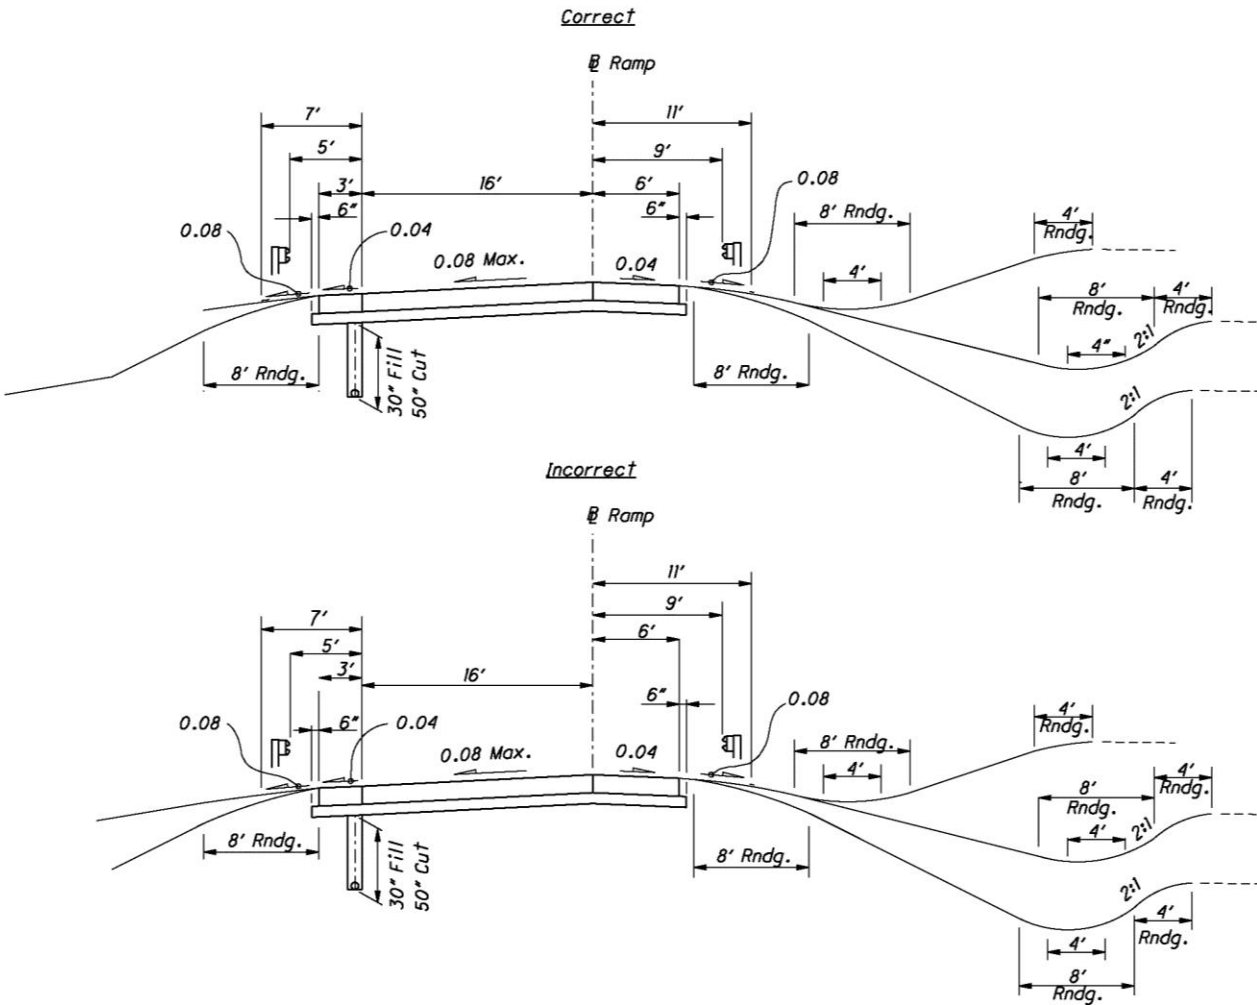 Correct
℄ Ramp
7' 11'
5' 9'
3' 16' 6' 0.08
6" 6" 8' Rndg. 4'
Rndg.
0.08 0.04
0.08 Max. 0.04 4'
8' 4'
Rndg. Rndg.
4" 2:1
8' Rndg. 30" Fill 8' Rndg.
50" Cut
2:1
4'
8' 4'
Rndg. Rndg.
Incorrect
℄ Ramp
11'
7' 9'
5' 6'
3' 16'
6" 0.08
0.08 6" 0.04 4'
Rndg.
0.08 Max. 0.04 8' Rndg.
4' 4'
8' Rndg.
Rndg.
4' 2:1
8' Rndg. 30" Fill 8' Rndg.
50" Cut
2:1
4'
4' Rndg.
8'
Rndg.